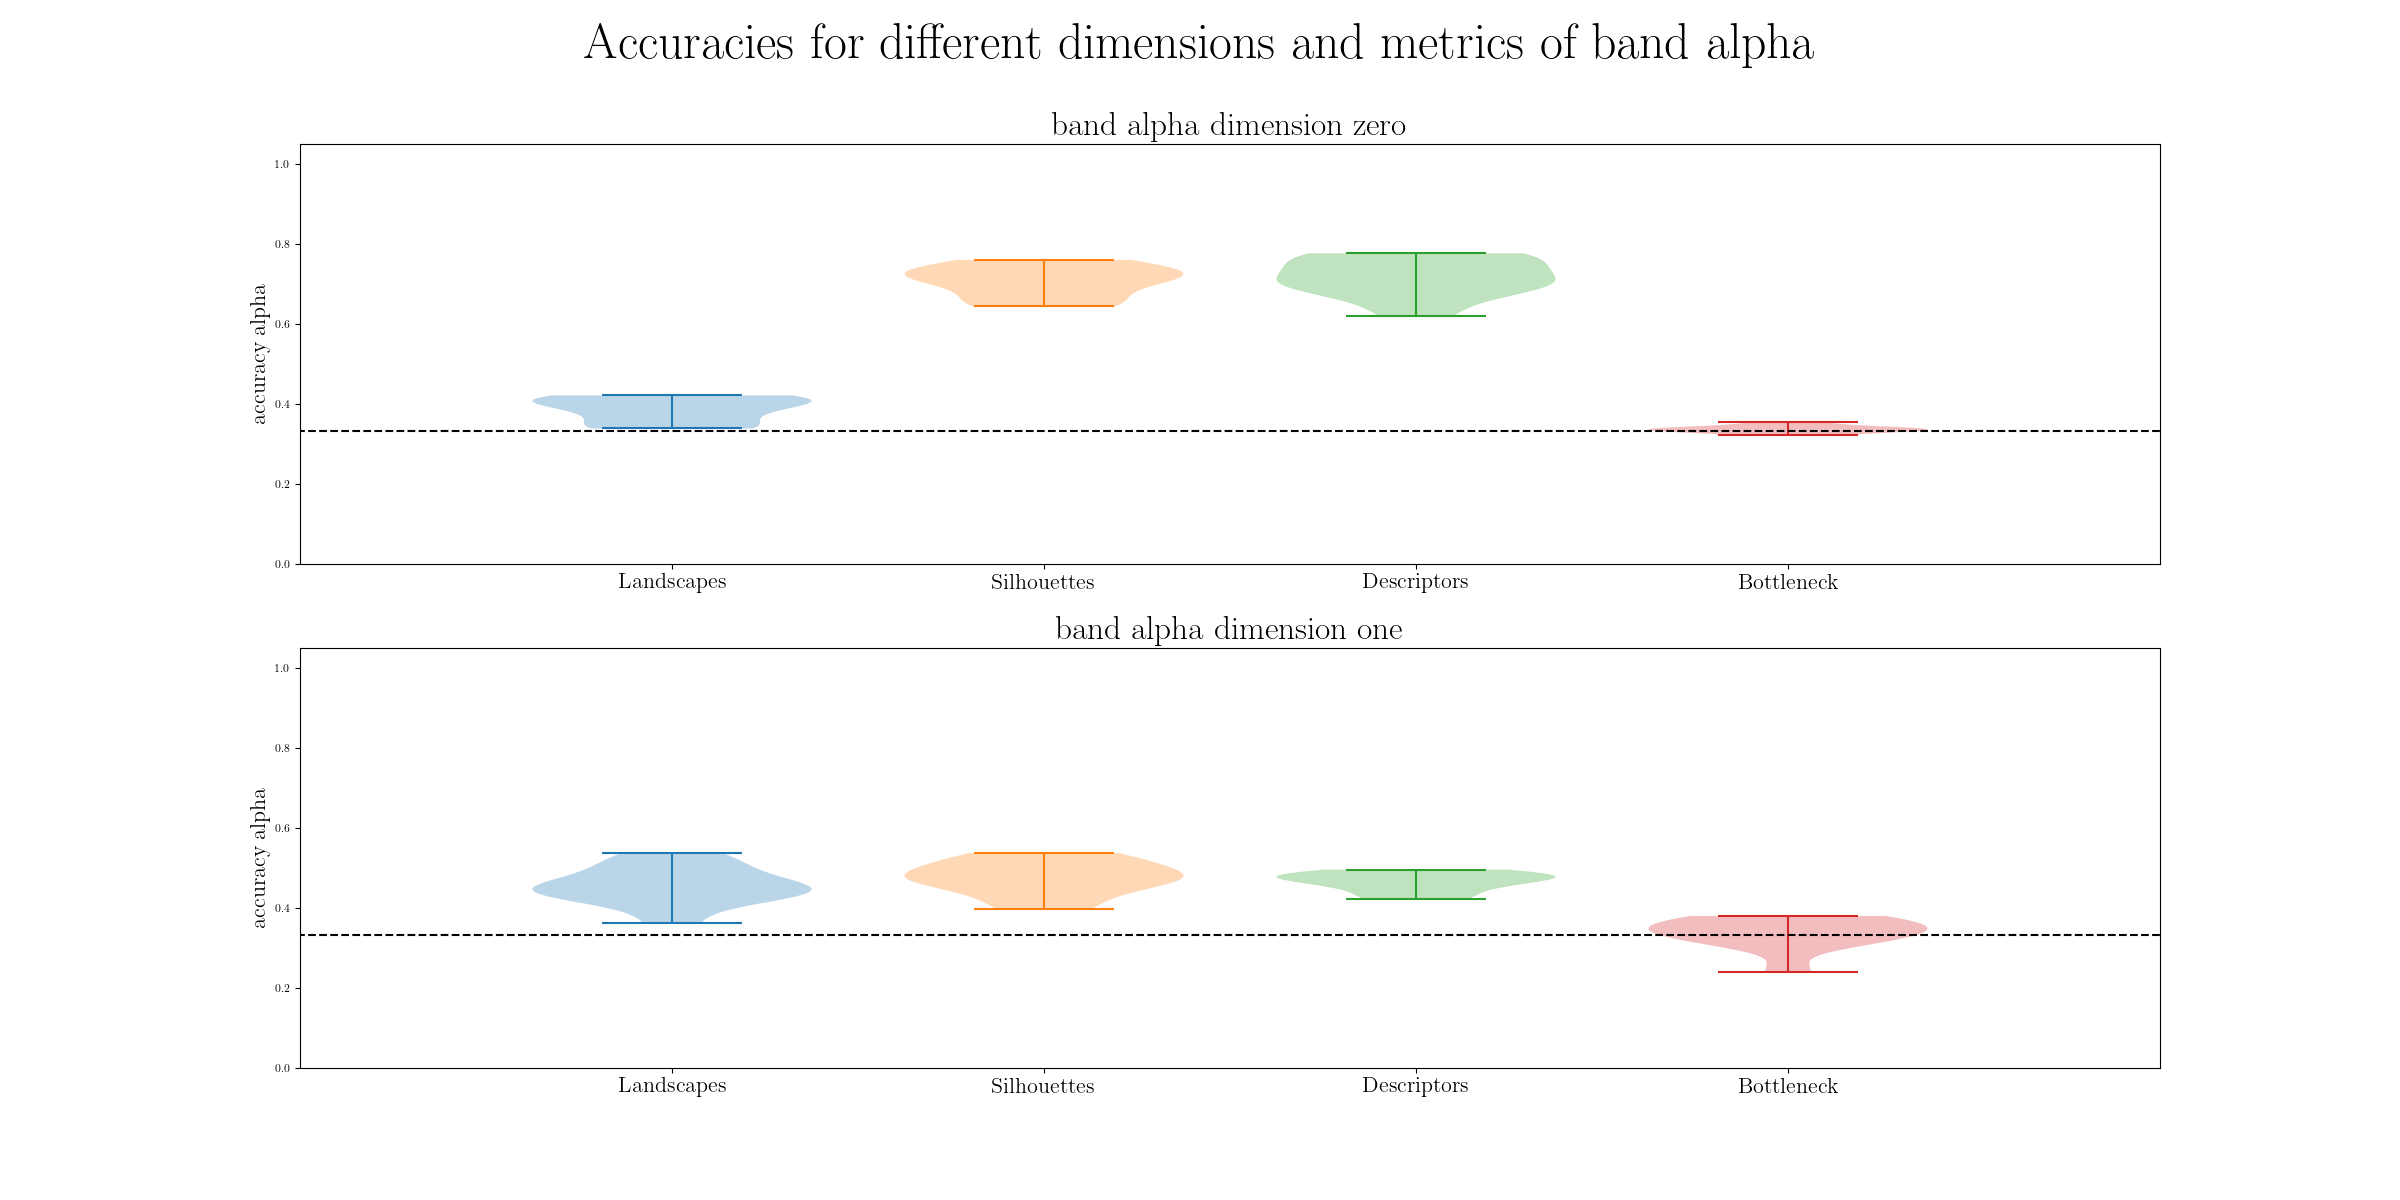 Accuracies for different dimensions and metrics of band alpha
band alpha dimension zero
1.0
0.8
0.6
0.4
0.2
0.0
accuracy alpha
Landscapes Silhouettes Descriptors Bottleneck
band alpha dimension one
1.0
0.8
0.6
0.4
0.2
0.0
accuracy alpha
Landscapes Silhouettes Descriptors Bottleneck